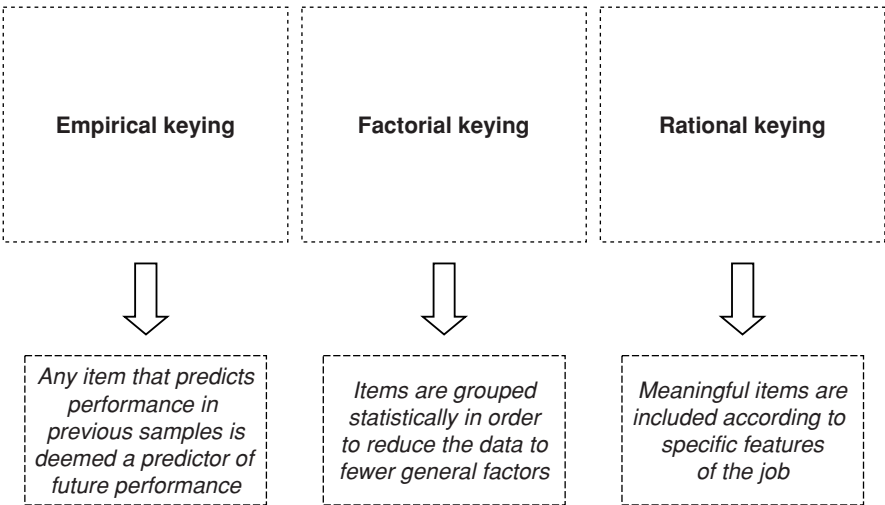 Empirical keying
Factorial keying
Rational keying
Any item that predicts
performance in
previous samples is
deemed a predictor of
future performance
Items are grouped
statistically in order
to reduce the data to
fewer general factors
Meaningful items are
included according to
specific features
of the job